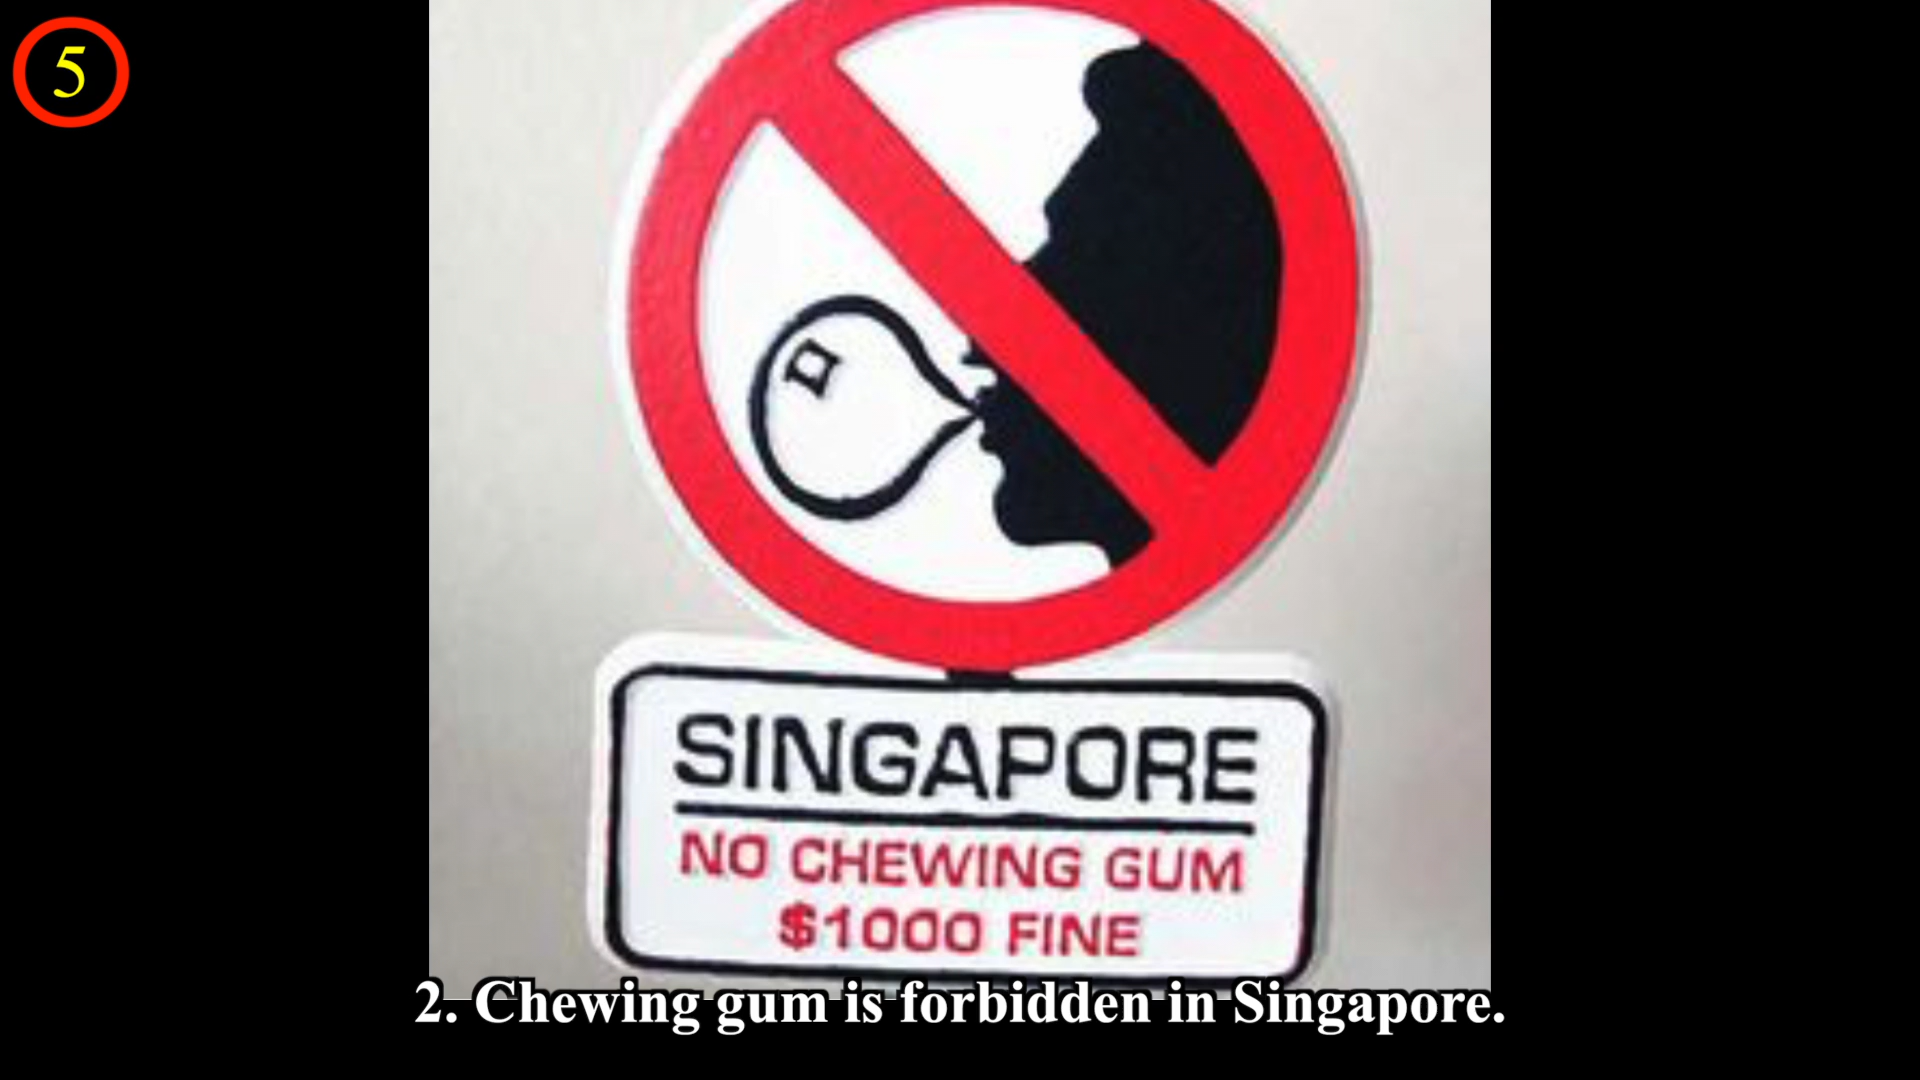 5
SINGAPORE
NO CHEWING GUM
$1000 FINE
2. Chewing gum is forbidden in Singapore.